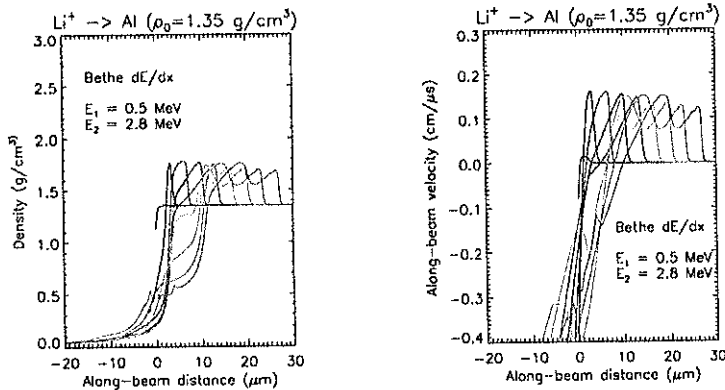 Li⁺ -> Al (ρ₀=1.35 g/cm³)
3.0
2.5
2.0
1.5
1.0
0.5
0.0
Density (g/cm³)
Bethe dE/dx
E₁ = 0.5 MeV
E₂ = 2.8 MeV
-20 -10 0 10 20 30
Along-beam distance (μm)
Li⁺ -> Al (ρ₀=1.35 g/cm³)
0.3
0.2
0.1
0.0
-0.1
-0.2
-0.3
-0.4
Along-beam velocity (cm/μs)
Bethe dE/dx
E₁ = 0.5 MeV
E₂ = 2.8 MeV
-20 -10 0 10 20 30
Along-beam distance (μm)